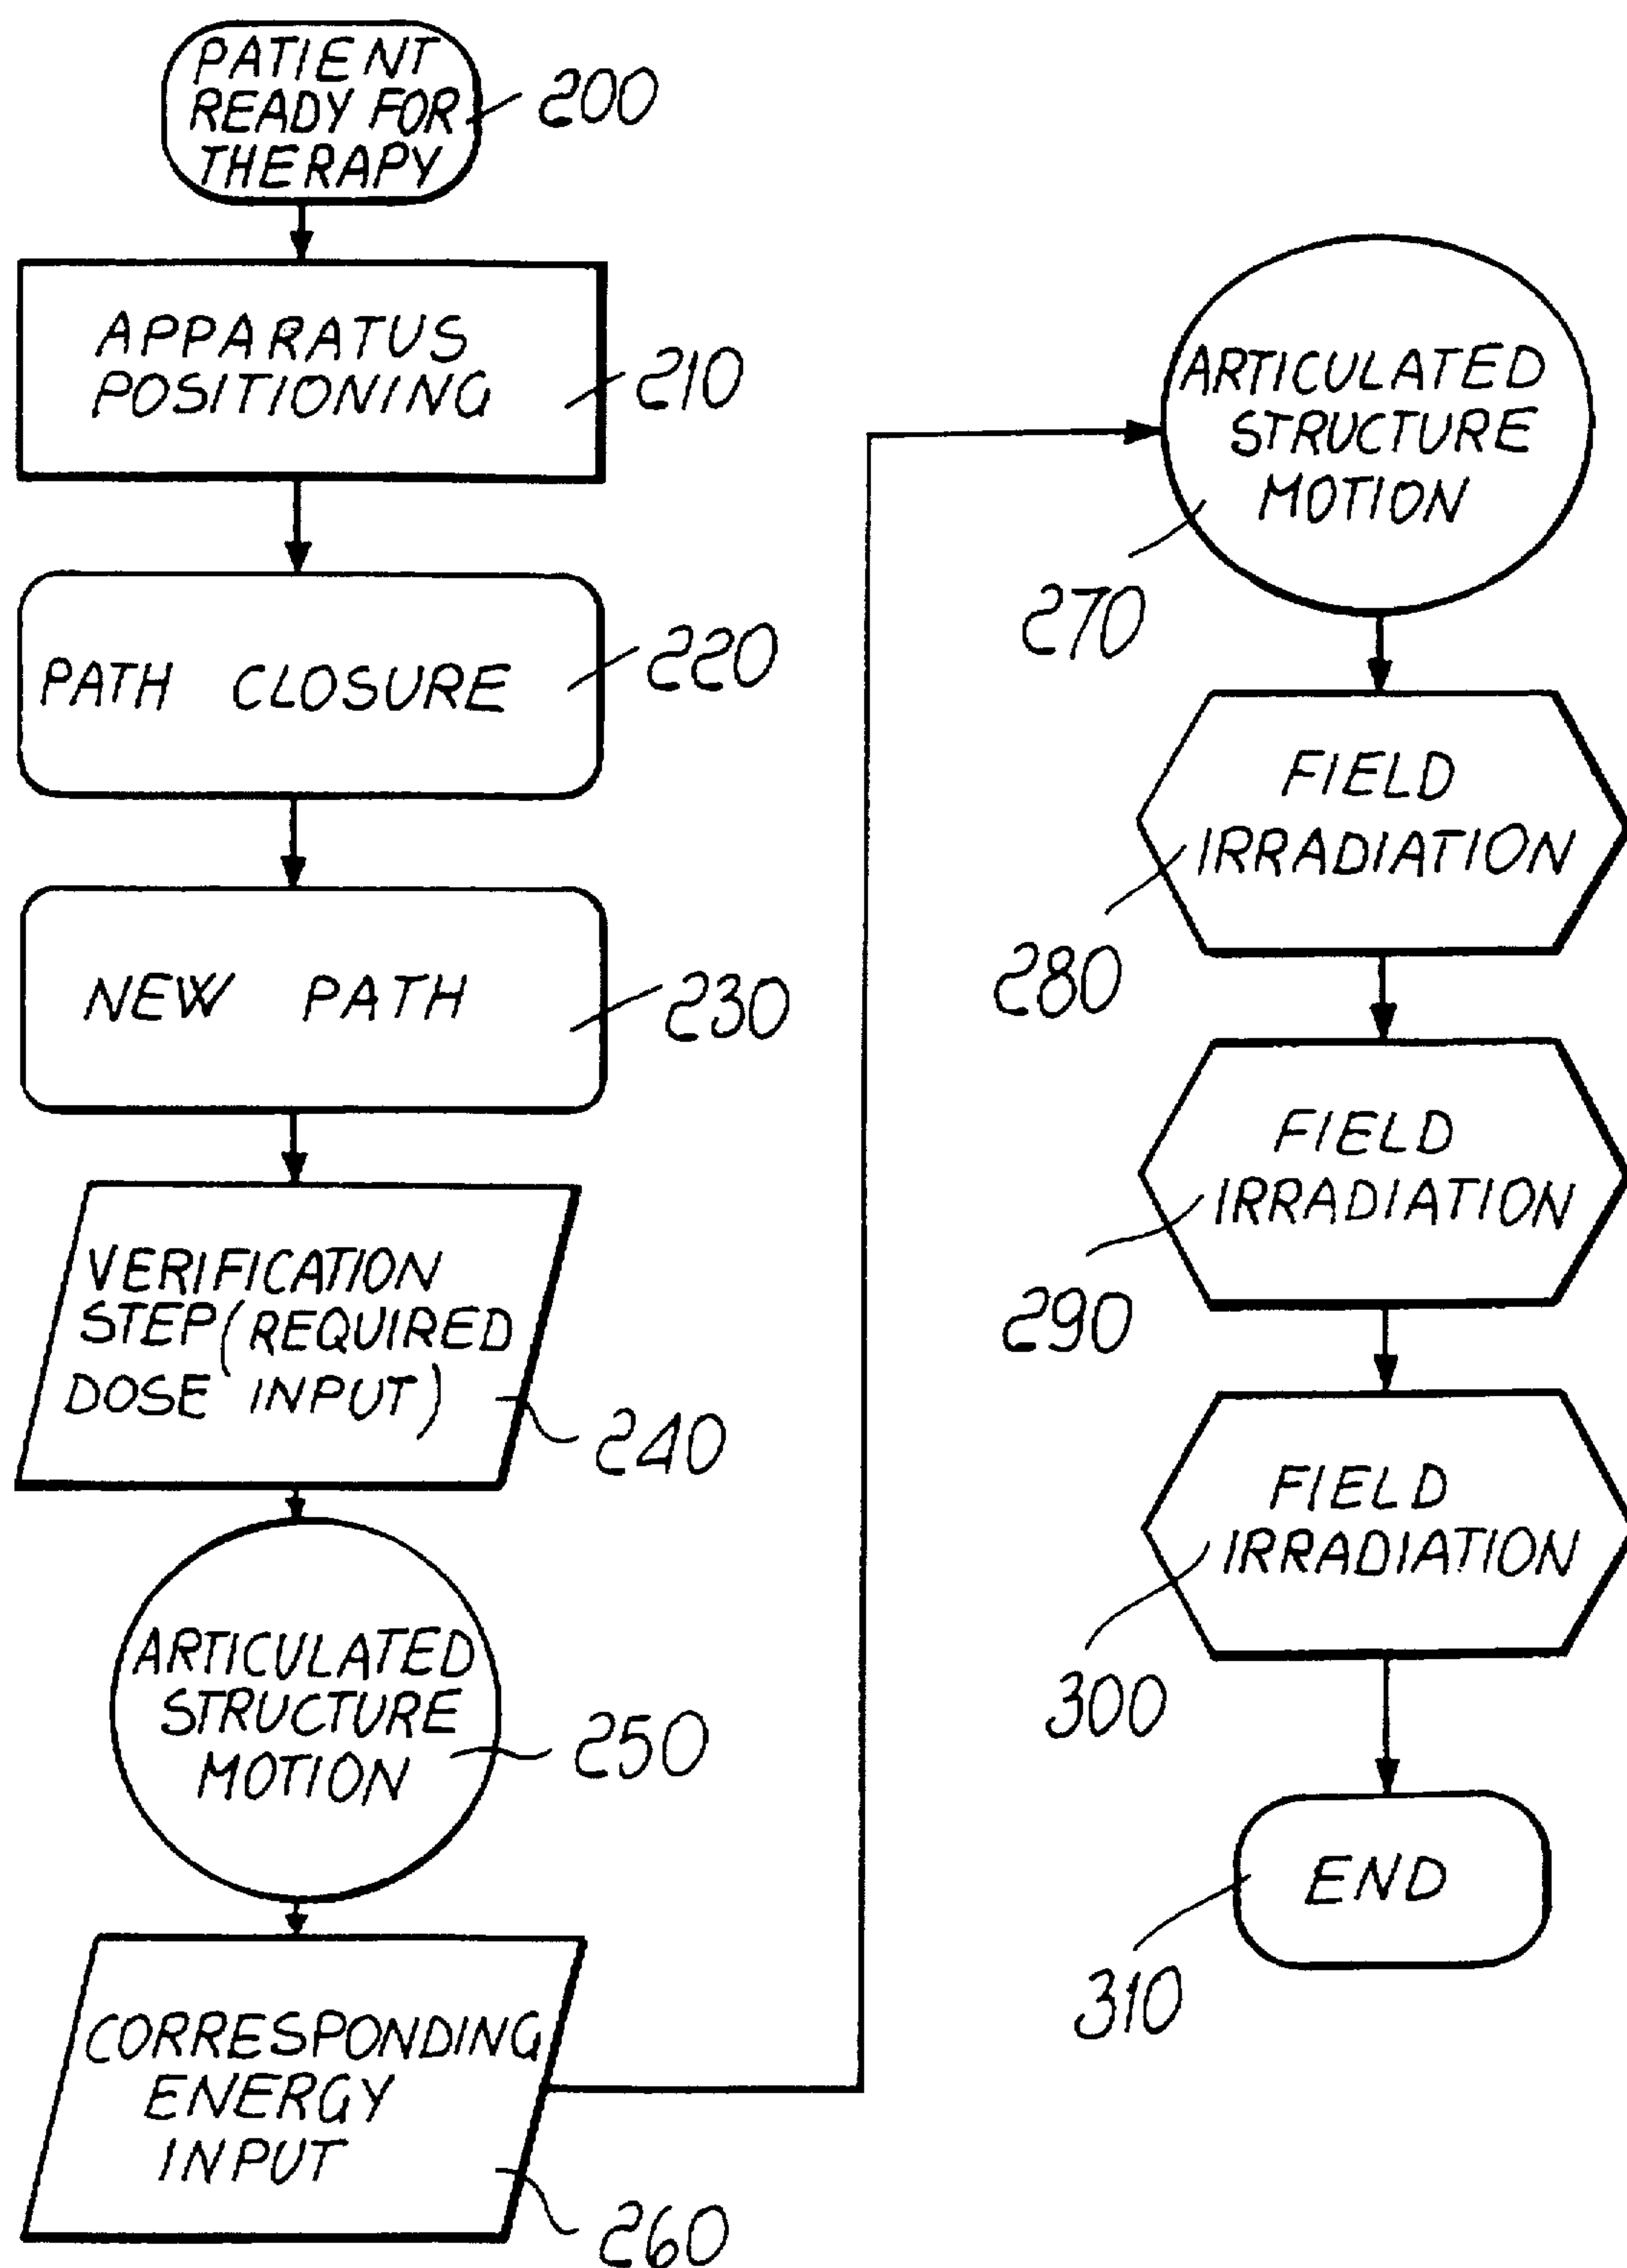 PATIENT
READY FOR
THERAPY
200
APPARATUS
POSITIONING
210
PATH CLOSURE
220
NEW PATH
230
VERIFICATION
STEP (REQUIRED
DOSE INPUT)
240
ARTICULATED
STRUCTURE
MOTION
250
CORRESPONDING
ENERGY
INPUT
260
ARTICULATED
STRUCTURE
MOTION
270
FIELD
IRRADIATION
280
FIELD
IRRADIATION
290
FIELD
IRRADIATION
300
END
310